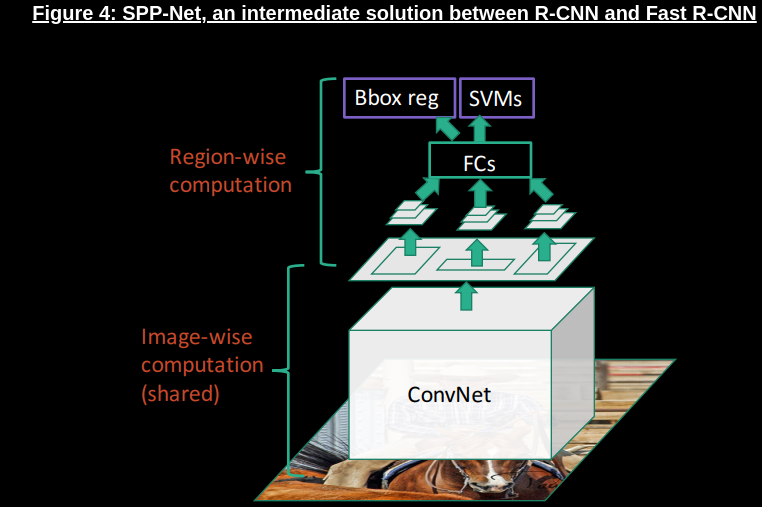 Figure 4: SPP-Net, an intermediate solution between R-CNN and Fast R-CNN
Bbox reg
SVMs
Region-wise
computation
FCs
Image-wise
computation
(shared)
ConvNet